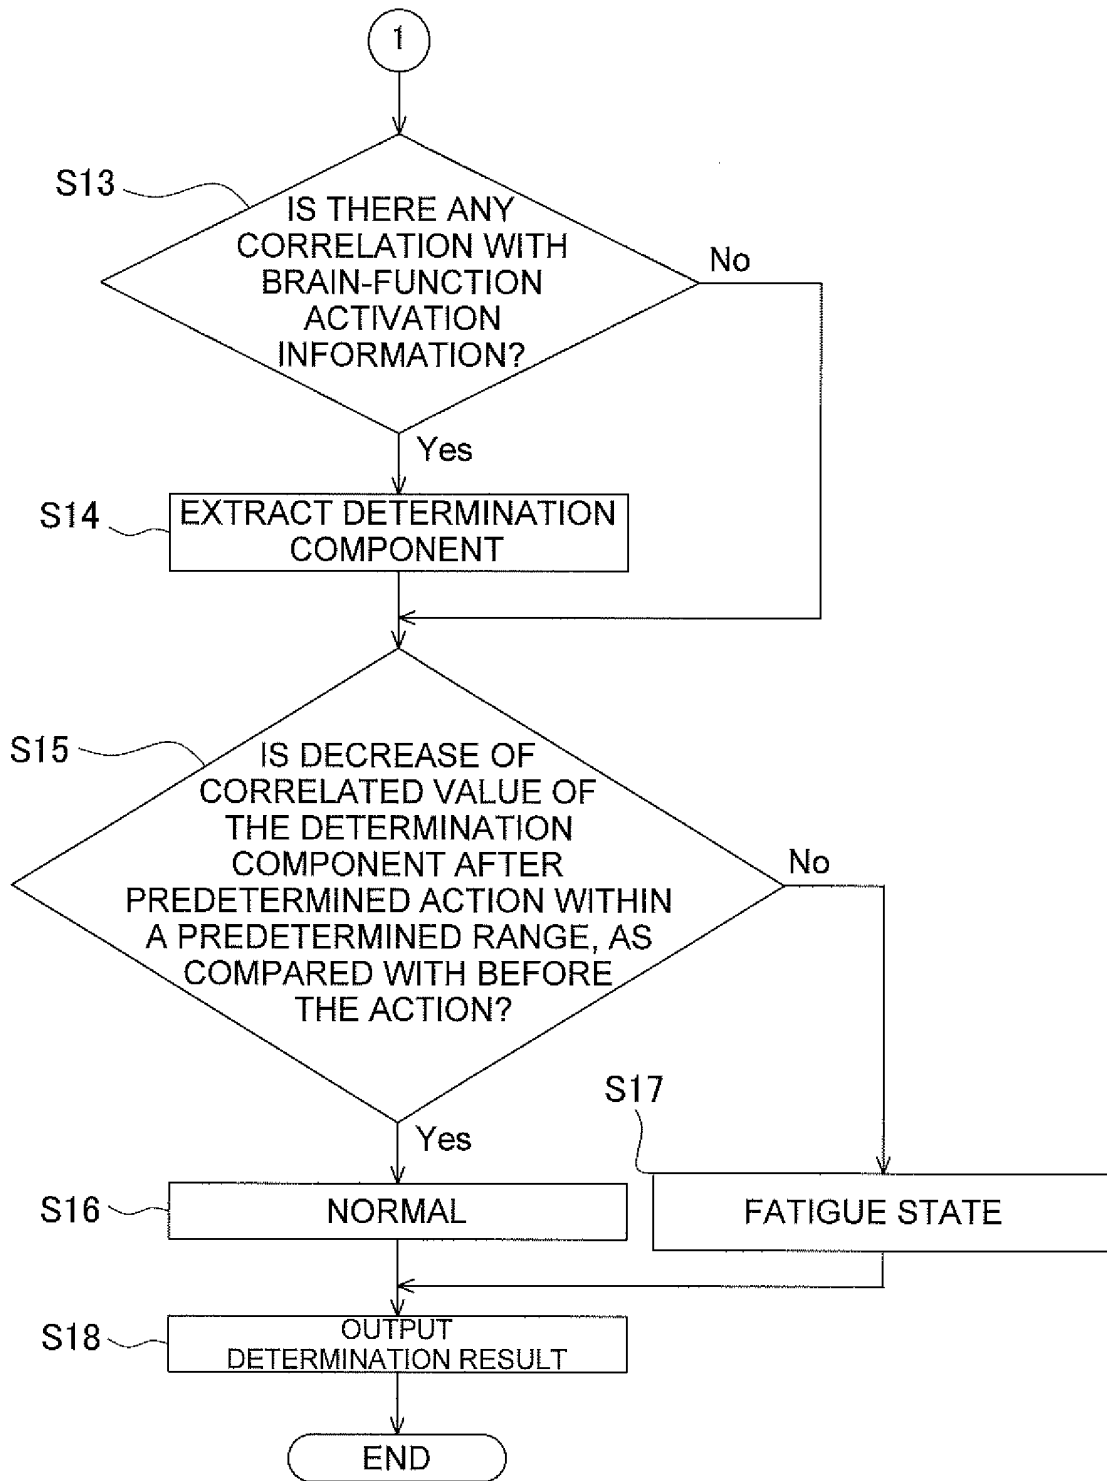 1
S13
IS THERE ANY
CORRELATION WITH
BRAIN-FUNCTION
ACTIVATION
INFORMATION?
No
Yes
S14
EXTRACT DETERMINATION
COMPONENT
S15
IS DECREASE OF
CORRELATED VALUE OF
THE DETERMINATION
COMPONENT AFTER
PREDETERMINED ACTION WITHIN
A PREDETERMINED RANGE, AS
COMPARED WITH BEFORE
THE ACTION?
No
Yes
S17
S16
NORMAL
FATIGUE STATE
S18
OUTPUT
DETERMINATION RESULT
END